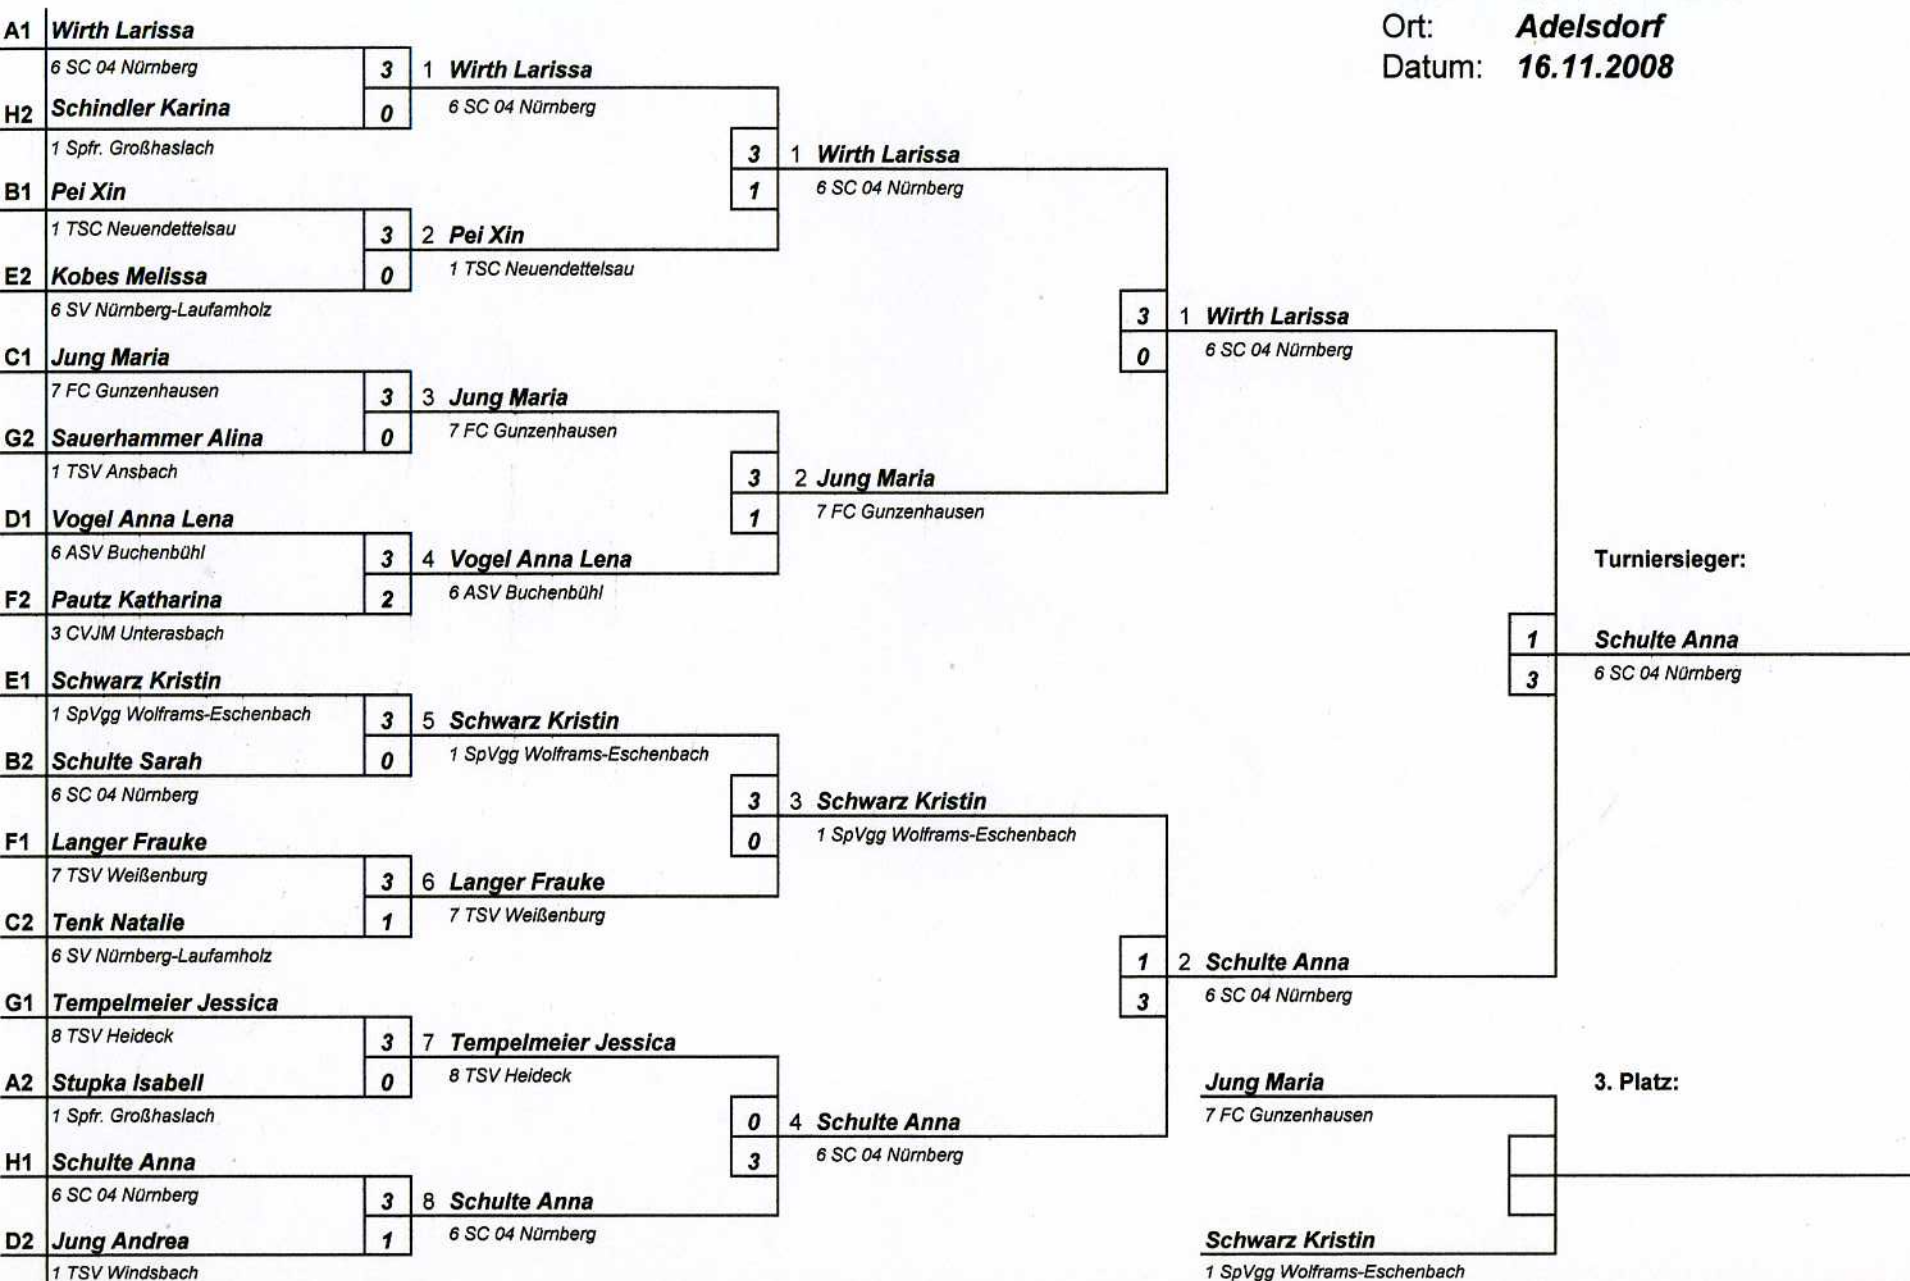 Ort: Adelsdorf
Datum: 16.11.2008
A1 Wirth Larissa
6 SC 04 Nürnberg
3
H2 Schindler Karina
0
1 Spfr. Großhaslach
B1 Pei Xin
1 TSC Neuendettelsau
3
E2 Kobes Melissa
0
6 SV Nürnberg-Laufamholz
C1 Jung Maria
7 FC Gunzenhausen
3
G2 Sauerhammer Alina
0
1 TSV Ansbach
D1 Vogel Anna Lena
6 ASV Buchenbühl
3
F2 Pautz Katharina
2
3 CVJM Unterasbach
E1 Schwarz Kristin
1 SpVgg Wolframs-Eschenbach
3
B2 Schulte Sarah
0
6 SC 04 Nürnberg
F1 Langer Frauke
7 TSV Weißenburg
3
C2 Tenk Natalie
1
6 SV Nürnberg-Laufamholz
G1 Tempelmeier Jessica
8 TSV Heideck
3
A2 Stupka Isabell
0
1 Spfr. Großhaslach
H1 Schulte Anna
6 SC 04 Nürnberg
3
D2 Jung Andrea
1
1 TSV Windsbach
1 Wirth Larissa
6 SC 04 Nürnberg
3
1
2 Pei Xin
1 TSC Neuendettelsau
3 Jung Maria
7 FC Gunzenhausen
3
1
4 Vogel Anna Lena
6 ASV Buchenbühl
5 Schwarz Kristin
1 SpVgg Wolframs-Eschenbach
3
0
6 Langer Frauke
7 TSV Weißenburg
7 Tempelmeier Jessica
8 TSV Heideck
0
3
8 Schulte Anna
6 SC 04 Nürnberg
1 Wirth Larissa
6 SC 04 Nürnberg
3
0
2 Jung Maria
7 FC Gunzenhausen
3 Schwarz Kristin
1 SpVgg Wolframs-Eschenbach
1
3
4 Schulte Anna
6 SC 04 Nürnberg
1 Wirth Larissa
6 SC 04 Nürnberg
1
3
2 Schulte Anna
6 SC 04 Nürnberg
Turniersieger:
Schulte Anna
6 SC 04 Nürnberg
Jung Maria
7 FC Gunzenhausen
3. Platz:
Schwarz Kristin
1 SpVgg Wolframs-Eschenbach